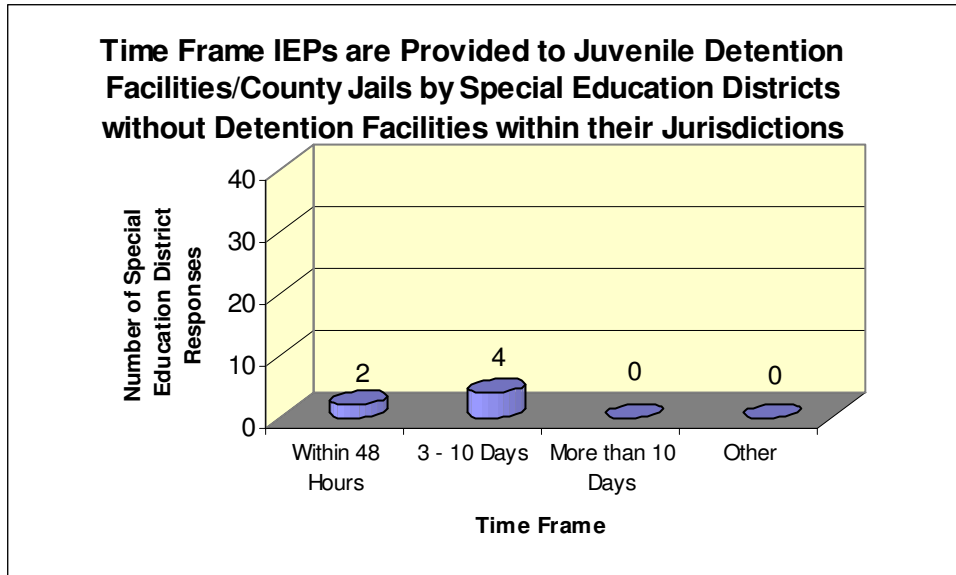 Time Frame IEPs are Provided to Juvenile Detention
Facilities/County Jails by Special Education Districts
without Detention Facilities within their Jurisdictions
Number of Special
Education District
Responses
40
30
20
10
0
2
4
0
0
Within 48
Hours
3 - 10 Days
More than 10
Days
Other
Time Frame